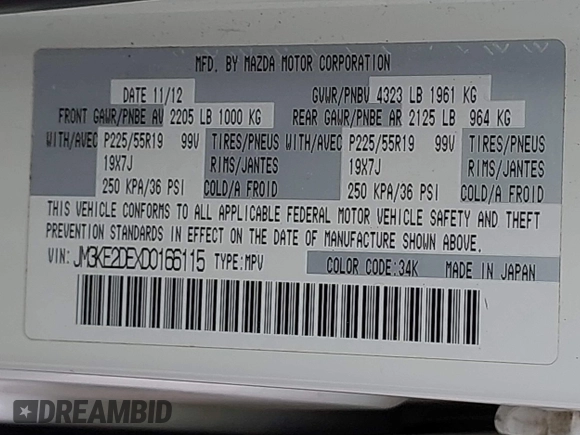 MFD. BY MAZDA MOTOR CORPORATION
DATE 11/12 GVWR/PNBV 4323 LB 1961 KG
FRONT GAWR/PNBE AV 2205 LB 1000 KG REAR GAWR/PNBE AR 2125 LB 964 KG
WITH/AVEC P225/55R19 99V TIRES/PNEUS WITH/AVEC P225/55R19 99V TIRES/PNEUS
19X7J RIMS/JANTES 19X7J RIMS/JANTES
250 KPA/36 PSI COLD/A FROID 250 KPA/36 PSI COLD/A FROID
THIS VEHICLE CONFORMS TO ALL APPLICABLE FEDERAL MOTOR VEHICLE SAFETY AND THEFT
PREVENTION STANDARDS IN EFFECT ON THE DATE OF MANUFACTURE SHOWN ABOVE.
VIN: JM3KE2DEXD0166115 TYPE:MPV COLOR CODE:34K MADE IN JAPAN
DREAMBID